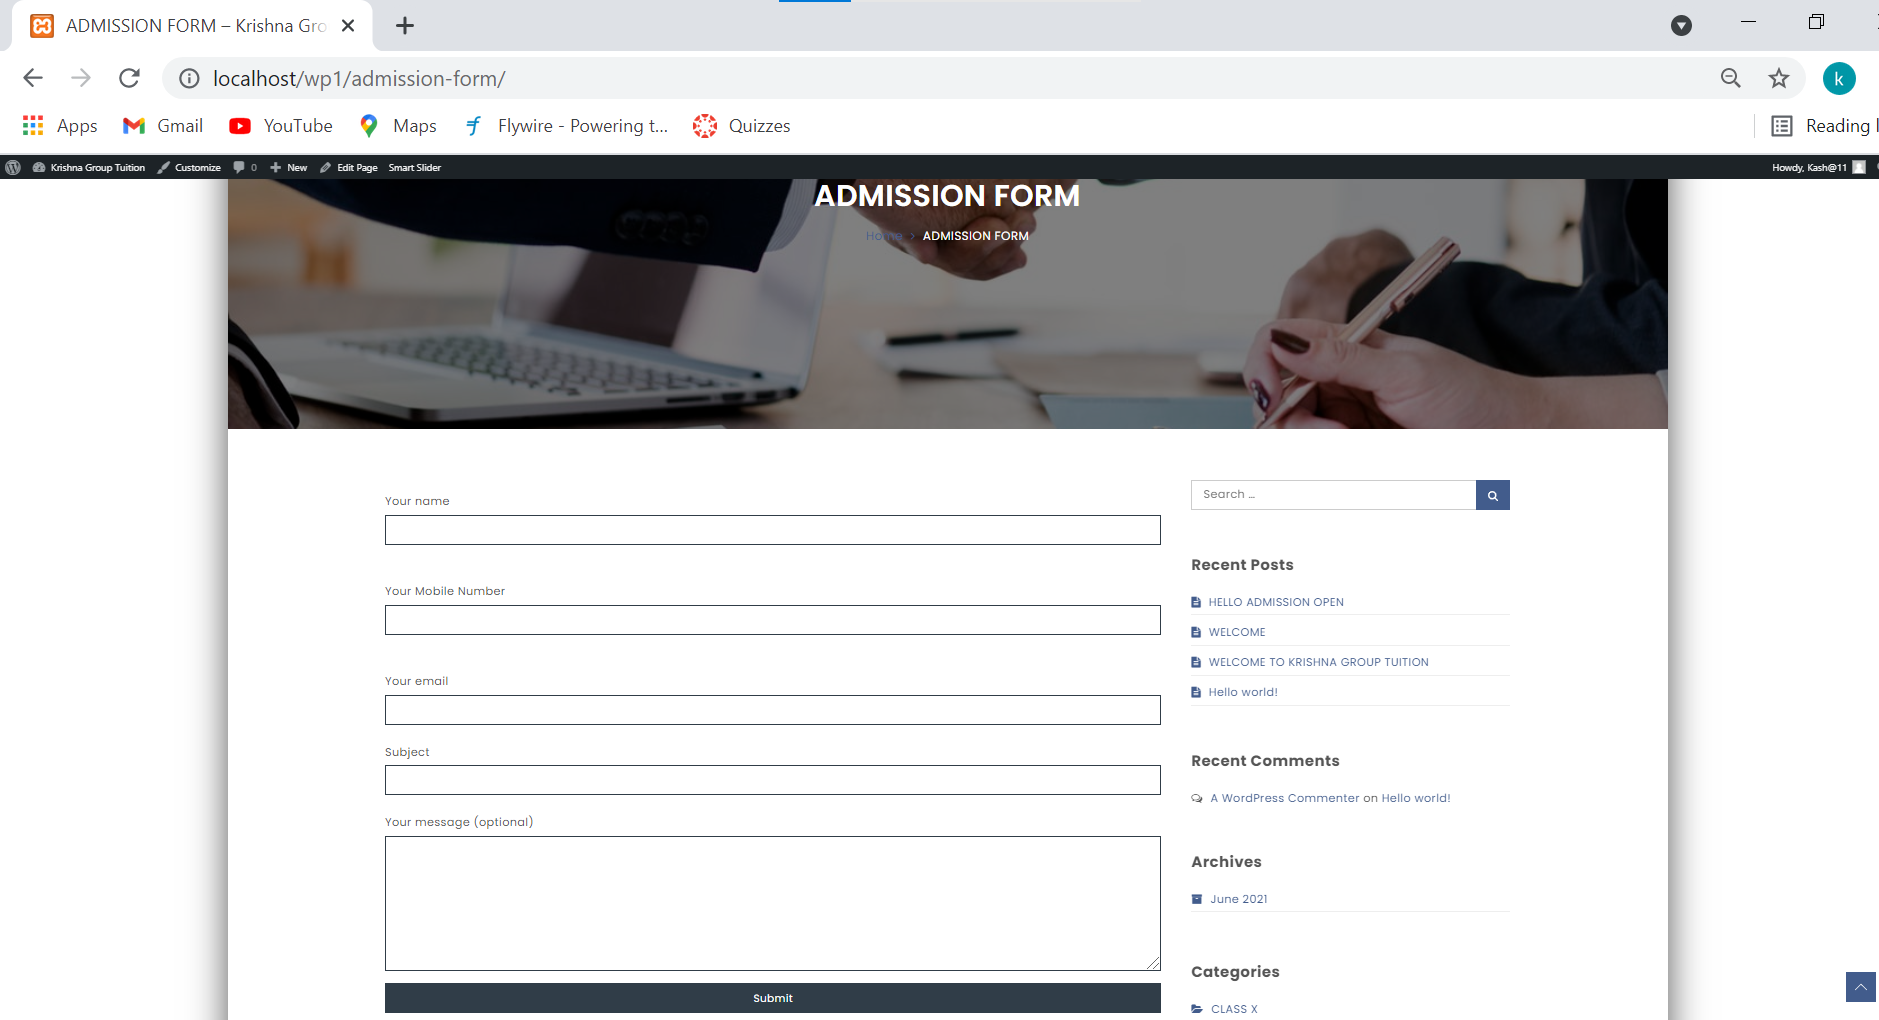 ADMISSION FORM – Krishna Gro
localhost/wp1/admission-form/
k
Apps Gmail YouTube Maps Flywire - Powering t... Quizzes Reading l
Krishna Group Tuition Customize 0 New Edit Page Smart Slider Howdy, Kash@11
ADMISSION FORM
Home > ADMISSION FORM
Your name
Search ...
Recent Posts
Your Mobile Number
HELLO ADMISSION OPEN
WELCOME
WELCOME TO KRISHNA GROUP TUITION
Your email
Hello world!
Subject
Recent Comments
A WordPress Commenter on Hello world!
Your message (optional)
Archives
June 2021
Categories
Submit
CLASS X